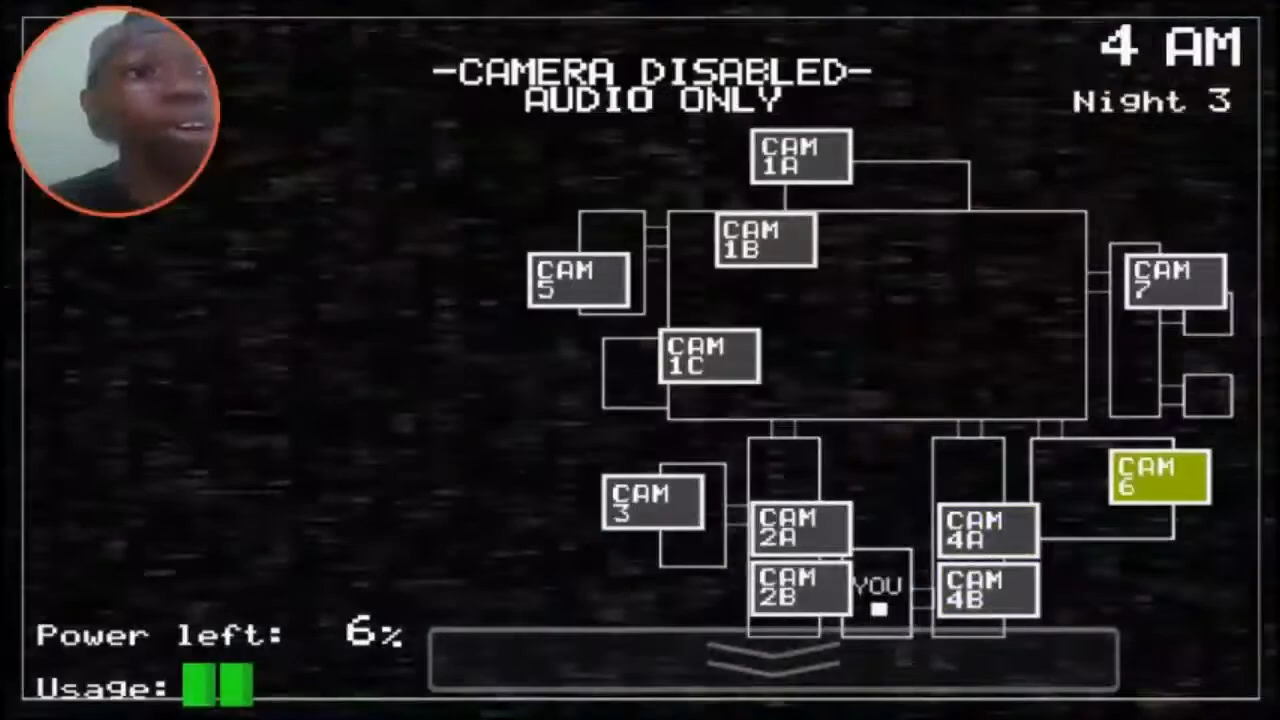 4 AM
-CAMERA DISABLED-
AUDIO ONLY
Night 3
CAM
1A
CAM
1B
CAM
5
CAM
7
CAM
1C
CAM
6
CAM
3
CAM
2A
CAM
4A
CAM
2B
YOU
CAM
4B
Power left: 6%
Usage: